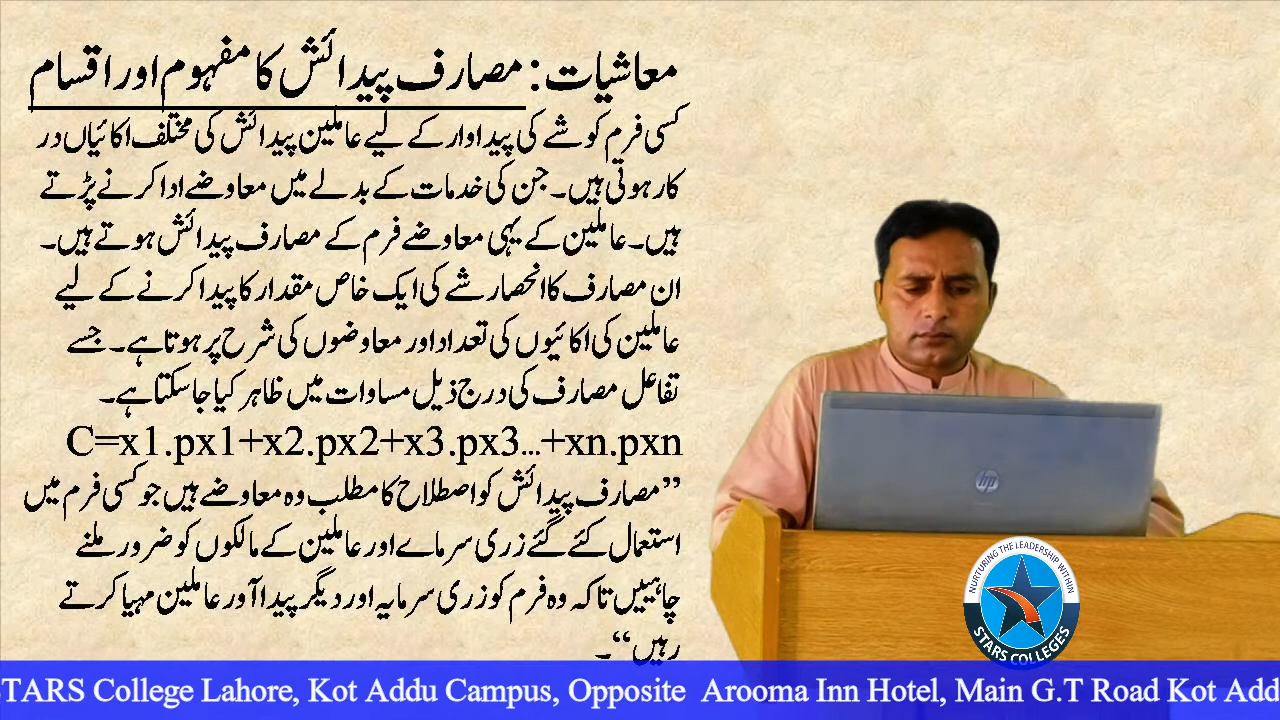 معاشیات: مصارف پیدائش کا مفہوم اور اقسام
کسی فرم کو شے کی پیداوار کے لیے عاملین پیدائش کی مختلف اکائیاں در
کار ہوتی ہیں۔ جن کی خدمات کے بدلے میں معاوضے ادا کرنے پڑتے
ہیں۔ عاملین کے یہی معاوضے فرم کے مصارف پیدائش ہوتے ہیں۔
ان مصارف کا انحصار شے کی ایک خاص مقدار کا پیدا کرنے کے لیے
عاملین کی اکائیوں کی تعداد اور معاوضوں کی شرح پر ہوتا ہے۔ جسے
تفاعل مصارف کی درج ذیل مساوات میں ظاہر کیا جا سکتا ہے۔
C=x1.px1+x2.px2+x3.px3...+xn.pxn
”مصارف پیدائش کو اصطلاح کا مطلب وہ معاوضے ہیں جو کسی فرم میں
استعمال کئے گئے زری سرمایے اور عاملین کے مالکوں کو ضرور ملنے
چاہییں تاکہ وہ فرم کو زری سرمایہ اور دیگر پیدا آور عاملین مہیا کرتے
رہیں“۔
hp
NURTURING THE LEADERSHIP WITHIN
STARS COLLEGES
STARS College Lahore, Kot Addu Campus, Opposite Arooma Inn Hotel, Main G.T Road Kot Add